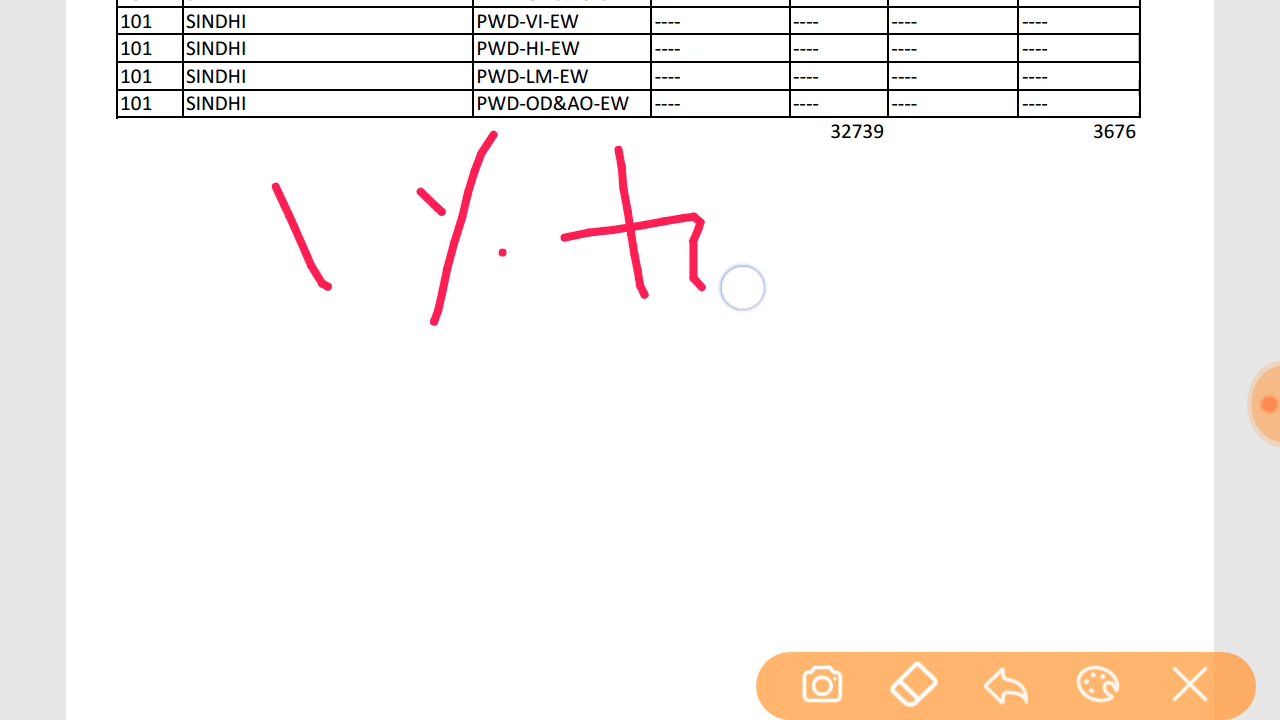 101 SINDHI PWD-VI-EW ---- ---- ---- ----
101 SINDHI PWD-HI-EW ---- ---- ---- ----
101 SINDHI PWD-LM-EW ---- ---- ---- ----
101 SINDHI PWD-OD&AO-EW ---- ---- ---- ----
32739 3676